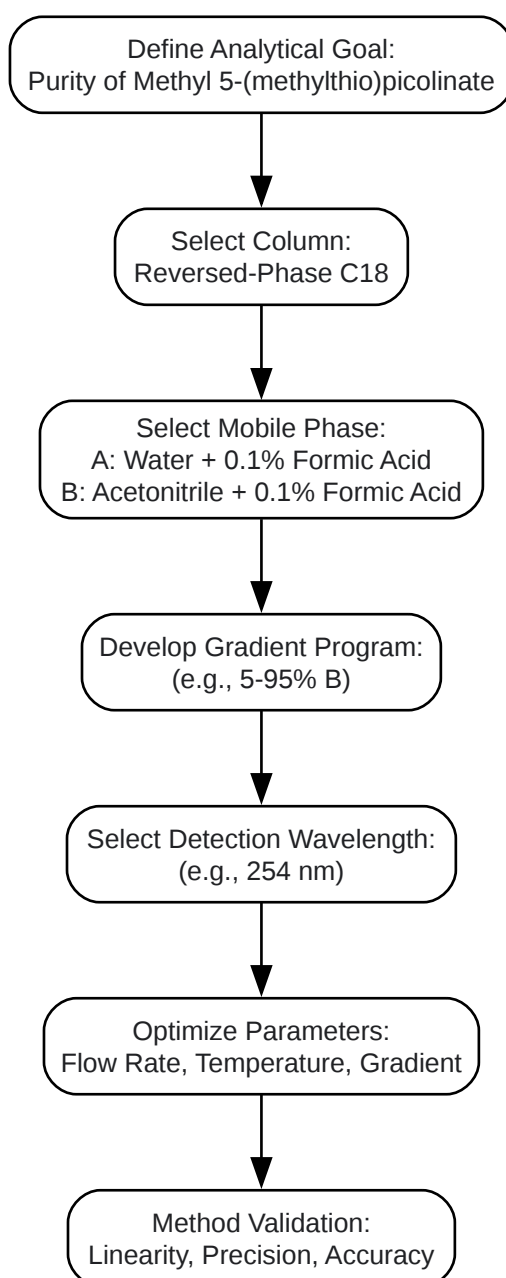 Define Analytical Goal:
Purity of Methyl 5-(methylthio)picolinate
Select Column:
Reversed-Phase C18
Select Mobile Phase:
A: Water + 0.1% Formic Acid
B: Acetonitrile + 0.1% Formic Acid
Develop Gradient Program:
(e.g., 5-95% B)
Select Detection Wavelength:
(e.g., 254 nm)
Optimize Parameters:
Flow Rate, Temperature, Gradient
Method Validation:
Linearity, Precision, Accuracy